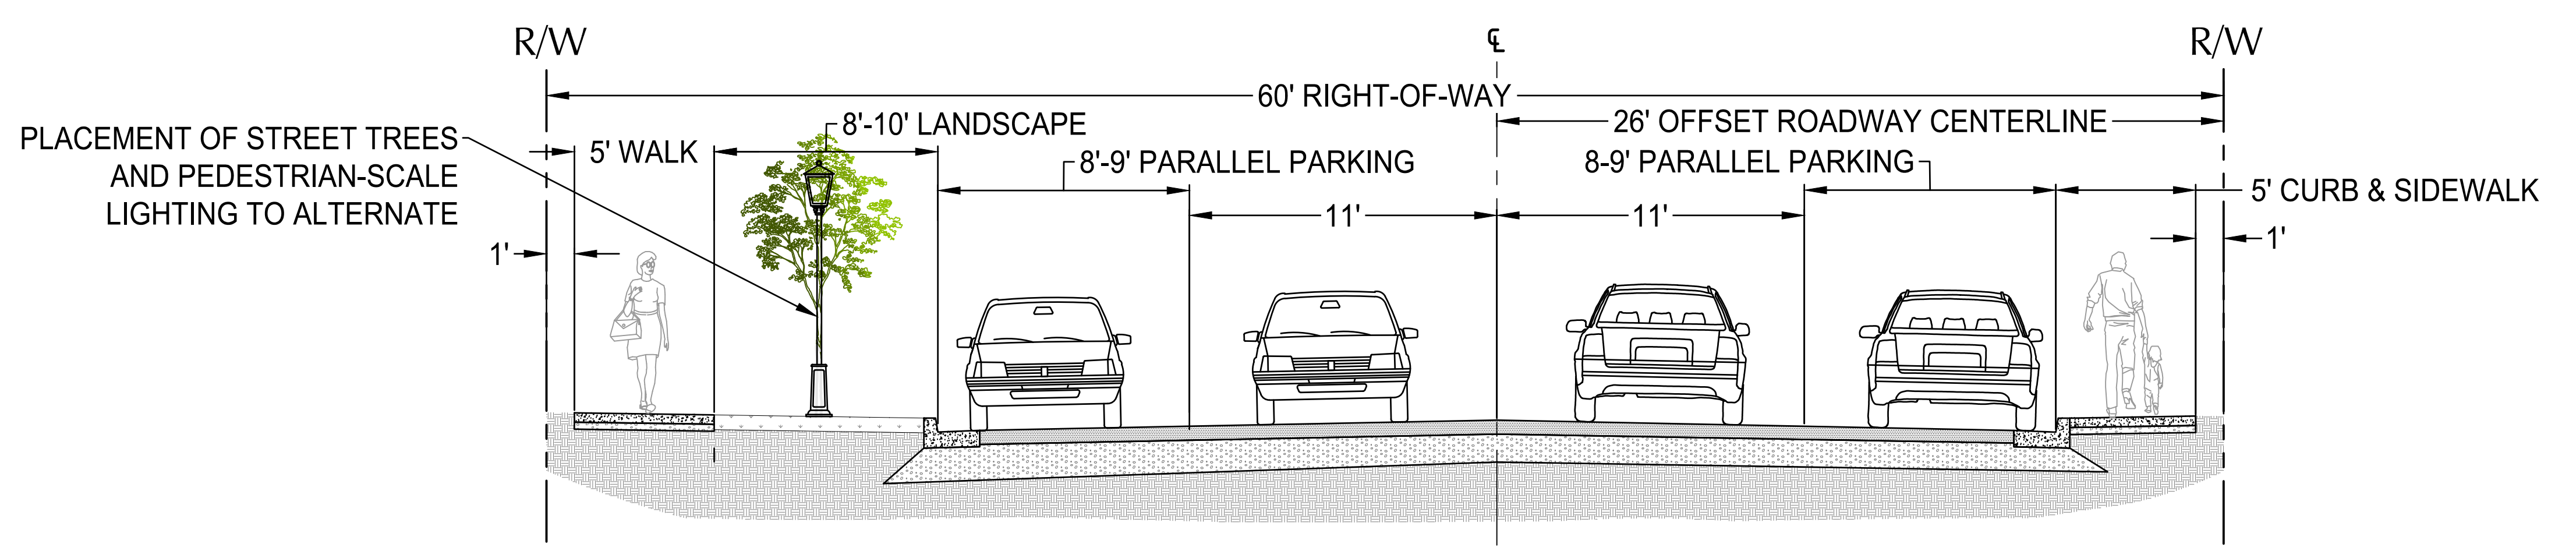 R/W
℄
R/W
60' RIGHT-OF-WAY
26' OFFSET ROADWAY CENTERLINE
PLACEMENT OF STREET TREES
AND PEDESTRIAN-SCALE
LIGHTING TO ALTERNATE
5' WALK
8'-10' LANDSCAPE
8'-9' PARALLEL PARKING
8-9' PARALLEL PARKING
5' CURB & SIDEWALK
11'
11'
1'
1'